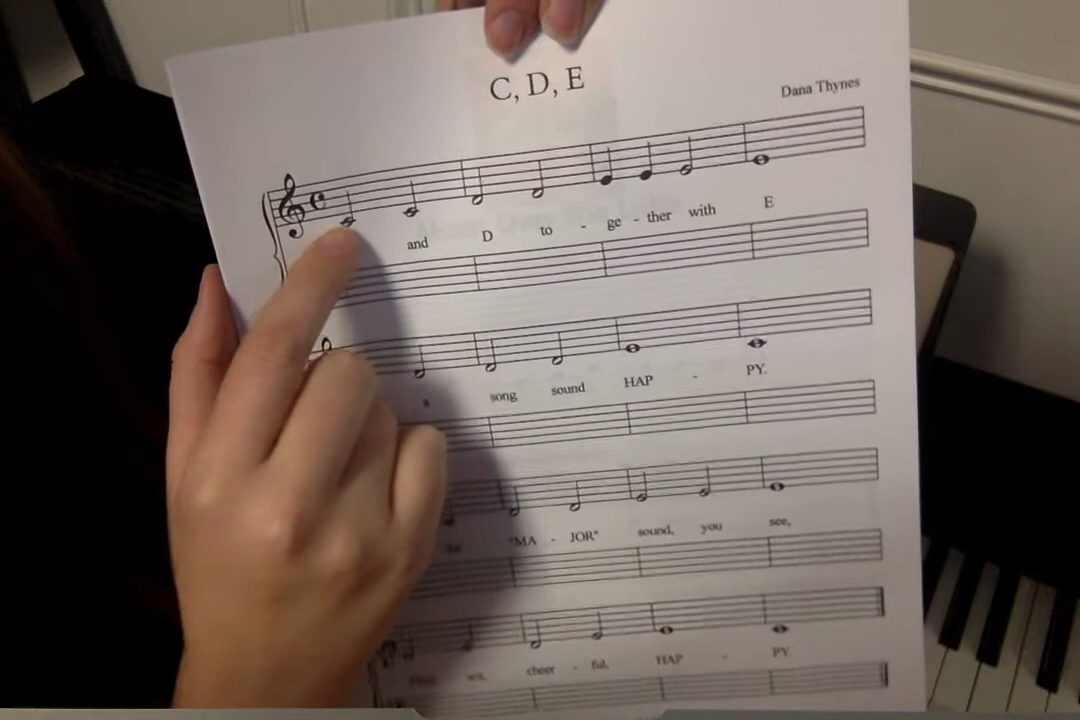 C, D, E
Dana Thynes
and D to - ge - ther with E
a song sound HAP - PY.
"MA - JOR" sound, you see,
cheer - ful, HAP - PY.